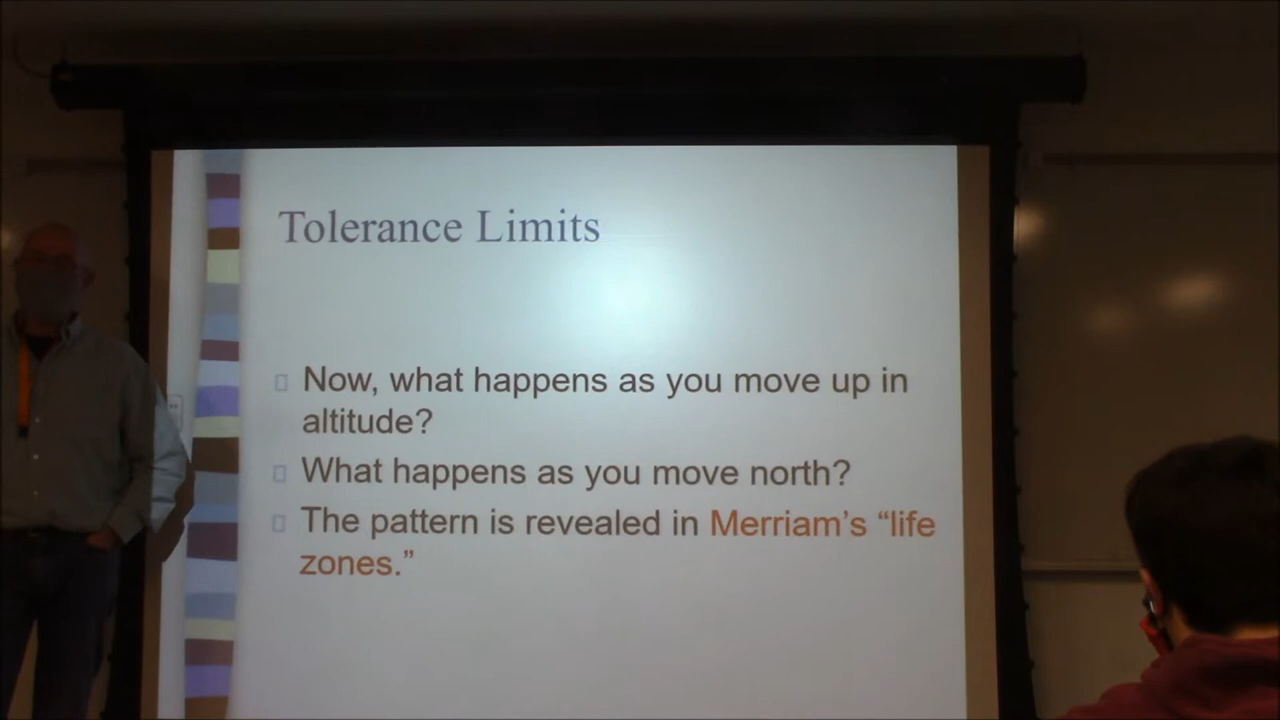 Tolerance Limits
Now, what happens as you move up in
altitude?
What happens as you move north?
The pattern is revealed in Merriam's “life
zones.”